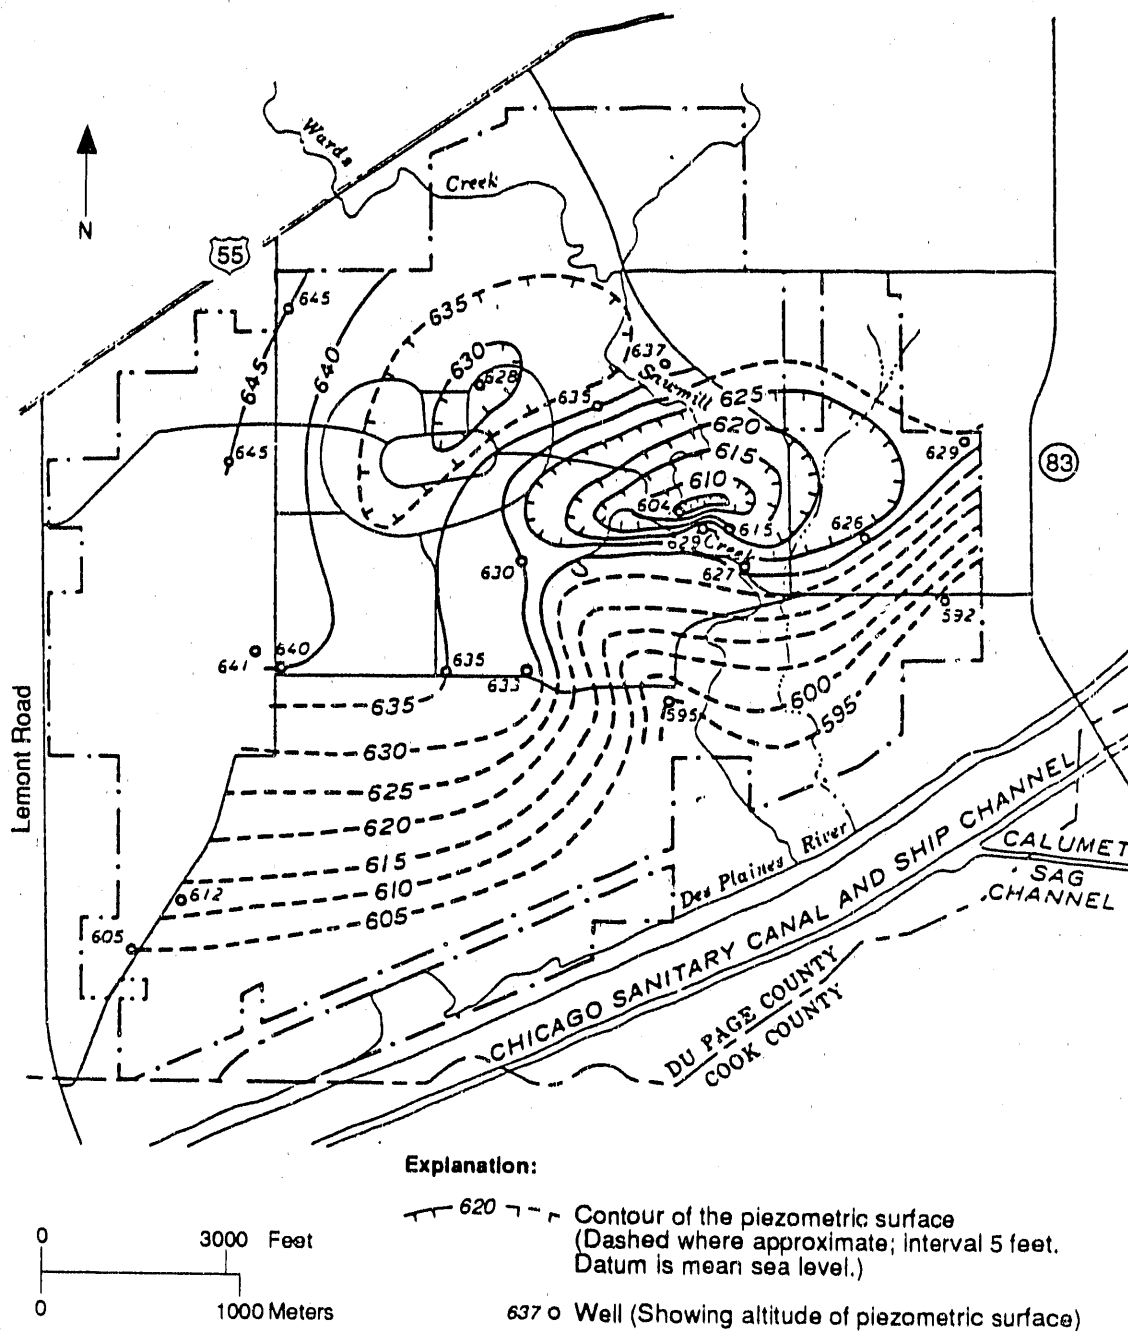 Wards
Creek
N
55
645
635
645
640
630
637
628
Sawmill
635
625
620
615
645
629
83
610
604
626
615
629
Creek
630
627
592
641
640
635
633
600
595
595
635
630
625
620
615
610
605
612
605
Lemont Road
Des Plaines River
CHICAGO SANITARY CANAL AND SHIP CHANNEL
CALUMET
SAG
CHANNEL
DU PAGE COUNTY
COOK COUNTY
Explanation:
620
Contour of the piezometric surface
(Dashed where approximate; interval 5 feet.
Datum is mean sea level.)
0 3000 Feet
0 1000 Meters
637 Well (Showing altitude of piezometric surface)